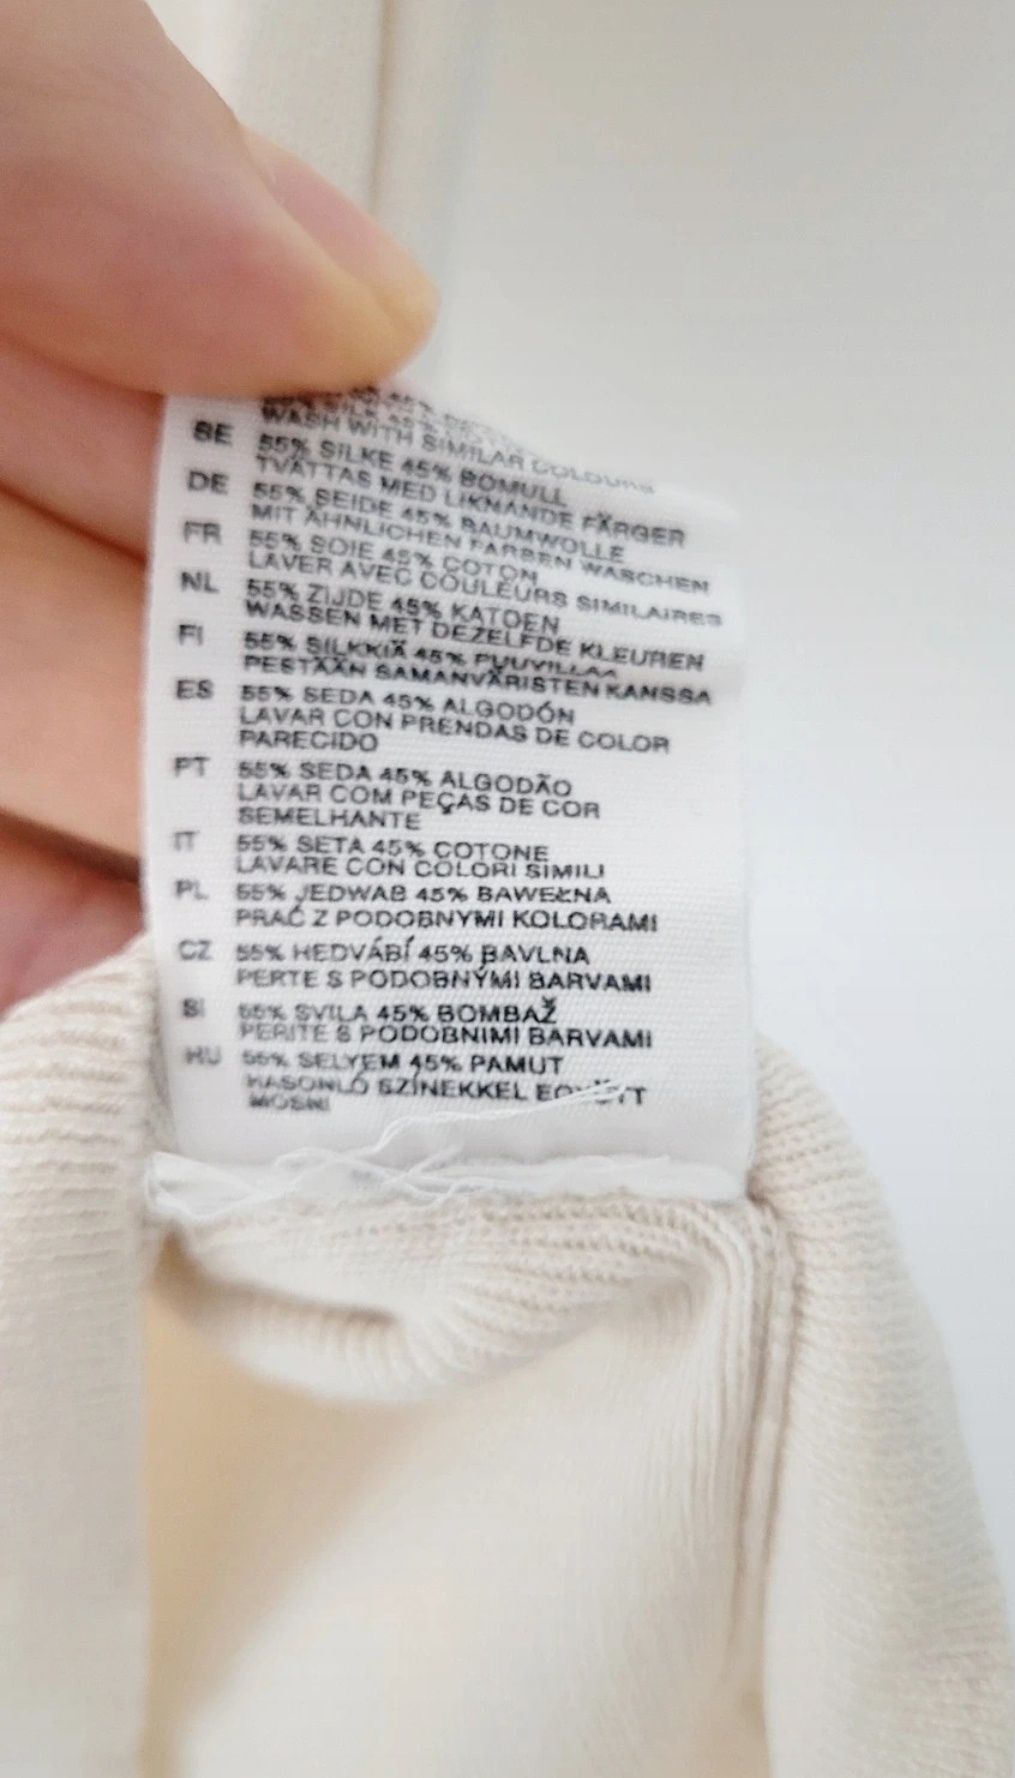 SILK 45%
WASH WITH SIMILAR COLOURS
SE 55% SILKE 45% BOMULL
TVÄTTAS MED LIKNANDE FÄRGER
DE 55% SEIDE 45% BAUMWOLLE
MIT ÄHNLICHEN FARBEN WASCHEN
FR 55% SOIE 45% COTON
LAVER AVEC COULEURS SIMILAIRES
NL 55% ZIJDE 45% KATOEN
WASSEN MET DEZELFDE KLEUREN
FI 55% SILKKIÄ 45% PUUVILLAA
PESTÄÄN SAMANVÄRISTEN KANSSA
ES 55% SEDA 45% ALGODÓN
LAVAR CON PRENDAS DE COLOR
PARECIDO
PT 55% SEDA 45% ALGODÃO
LAVAR COM PEÇAS DE COR
SEMELHANTE
IT 55% SETA 45% COTONE
LAVARE CON COLORI SIMILI
PL 55% JEDWAB 45% BAWEŁNA
PRAĆ Z PODOBNYMI KOLORAMI
CZ 55% HEDVÁBÍ 45% BAVLNA
PERTE S PODOBNÝMI BARVAMI
SI 55% SVILA 45% BOMBAŽ
PERITE S PODOBNIMI BARVAMI
HU 55% SELYEM 45% PAMUT
HASONLÓ SZÍNEKKEL EGYÜTT
MOSNI